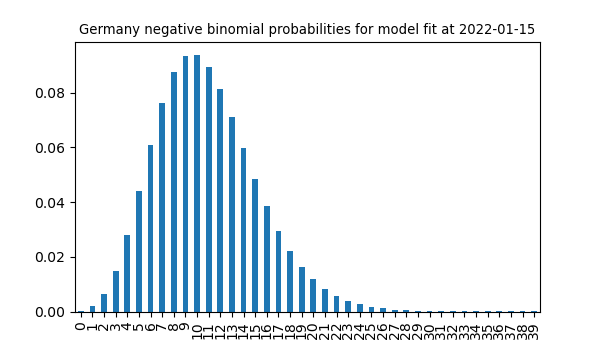 Germany negative binomial probabilities for model fit at 2022-01-15
0.08
0.06
0.04
0.02
0.00
0 1 2 3 4 5 6 7 8 9 10 11 12 13 14 15 16 17 18 19 20 21 22 23 24 25 26 27 28 29 30 31 32 33 34 35 36 37 38 39